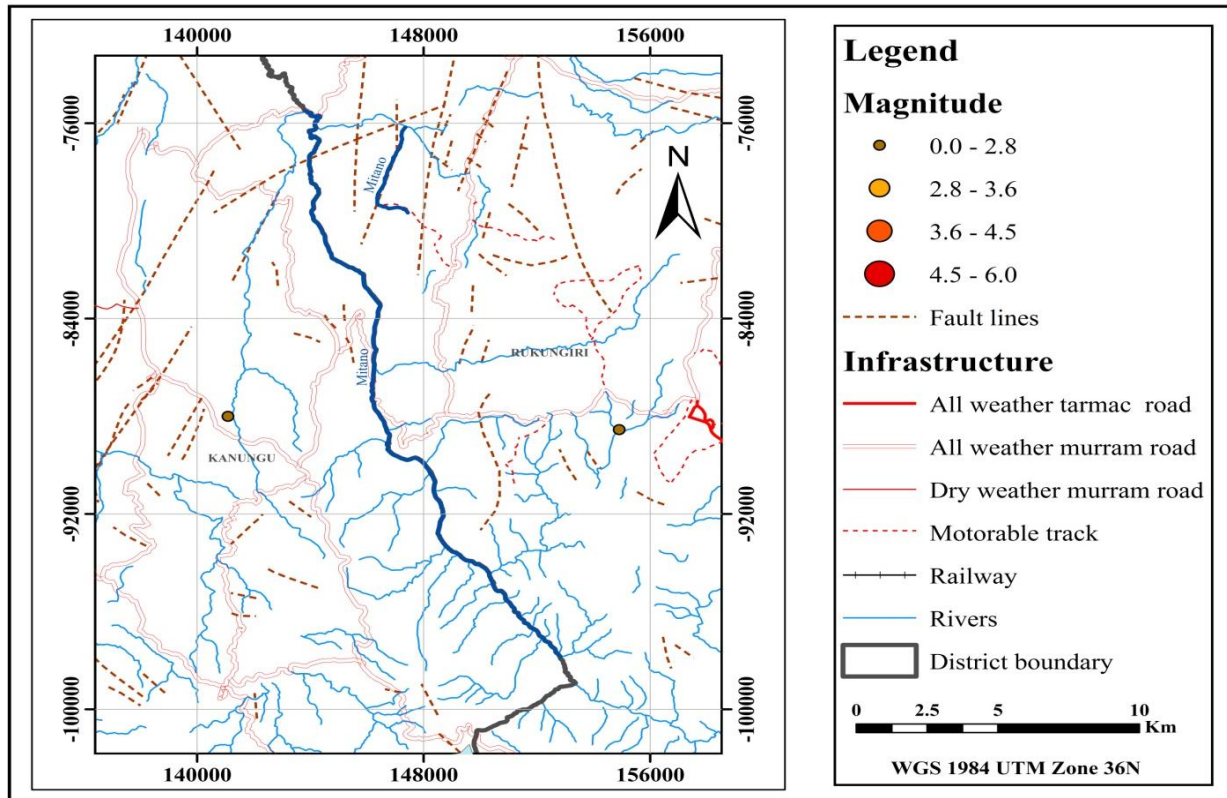 140000 148000 156000
-76000 -76000
Mitano
N
-84000 -84000
RUKUNGIRI
Mitano
KANUNGU
-92000 -92000
-100000 -100000
140000 148000 156000
Legend
Magnitude
0.0 - 2.8
2.8 - 3.6
3.6 - 4.5
4.5 - 6.0
Fault lines
Infrastructure
All weather tarmac road
All weather murram road
Dry weather murram road
Motorable track
Railway
Rivers
District boundary
0 2.5 5 10
Km
WGS 1984 UTM Zone 36N